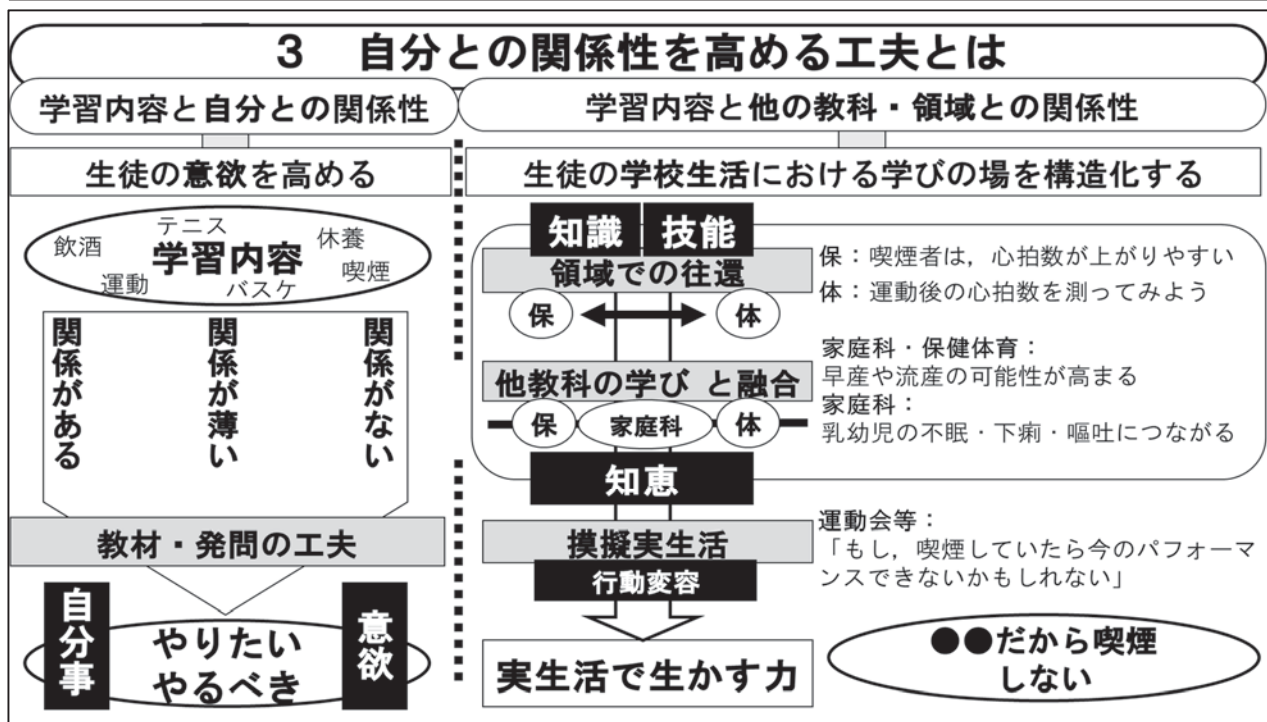 3 自分との関係性を高める工夫とは
学習内容と自分との関係性
生徒の意欲を高める
飲酒
テニス
休養
学習内容
運動
バスケ
喫煙
関係がある
関係が薄い
関係がない
教材・発問の工夫
自分事
やりたい
やるべき
意欲
学習内容と他の教科・領域との関係性
生徒の学校生活における学びの場を構造化する
知識 技能
領域での往還
保 体
保：喫煙者は，心拍数が上がりやすい
体：運動後の心拍数を測ってみよう
他教科の学び と融合
保 家庭科 体
家庭科・保健体育：
早産や流産の可能性が高まる
家庭科：
乳幼児の不眠・下痢・嘔吐につながる
知恵
摸擬実生活
行動変容
運動会等：
「もし，喫煙していたら今のパフォーマ
ンスできないかもしれない」
実生活で生かす力
●●だから喫煙
しない